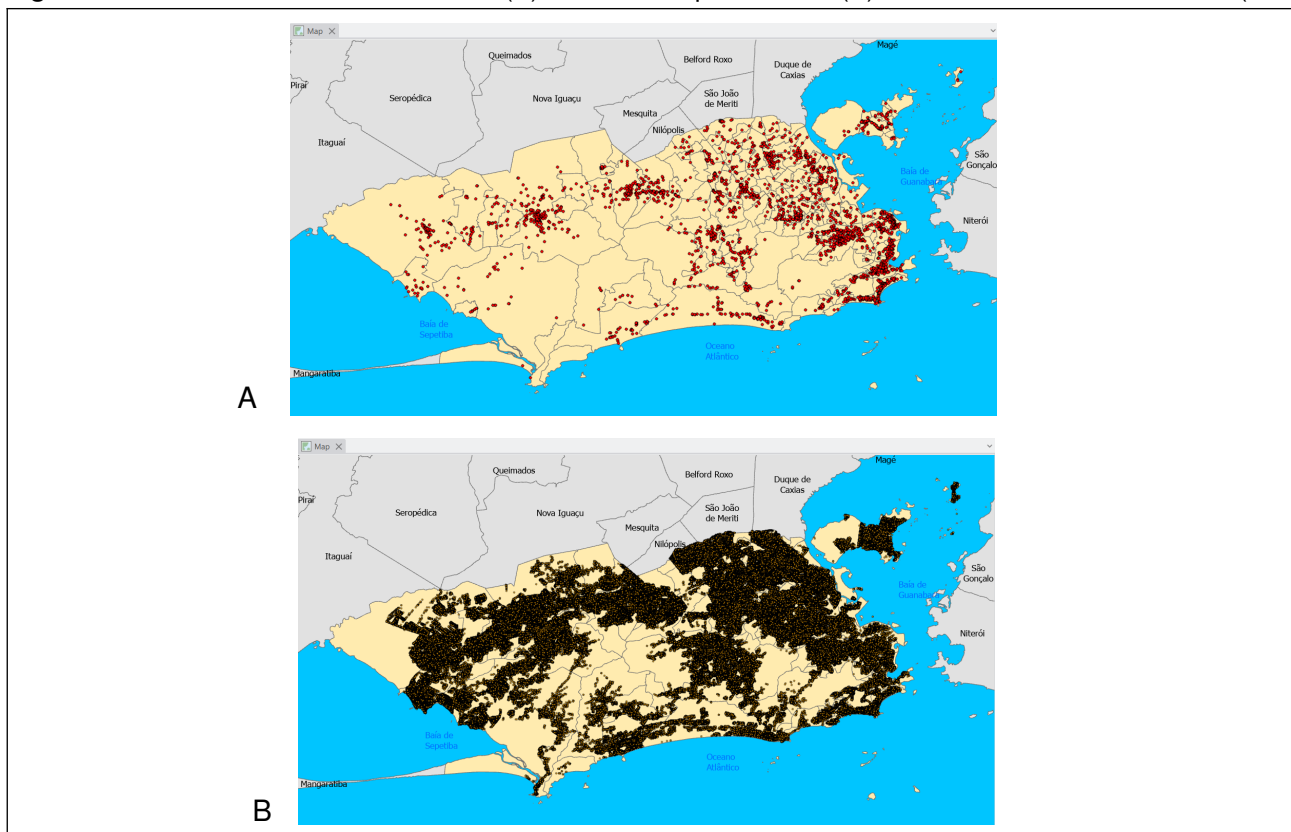 Map
Magé
Queimados
Belford Roxo
Duque de
Caxias
Seropédica
Nova Iguaçu
São João
de Meriti
Mesquita
Nilópolis
Itaguaí
São
Gonçalo
Baía de
Guanabara
Niterói
Baía de
Sepetiba
Oceano
Atlântico
Mangaratiba
A
Map
Magé
Queimados
Belford Roxo
Duque de
Caxias
Piraí
Seropédica
Nova Iguaçu
São João
de Meriti
Mesquita
Nilópolis
Itaguaí
São
Gonçalo
Baía de
Guanabara
Niterói
Baía de
Sepetiba
Oceano
Atlântico
Mangaratiba
B